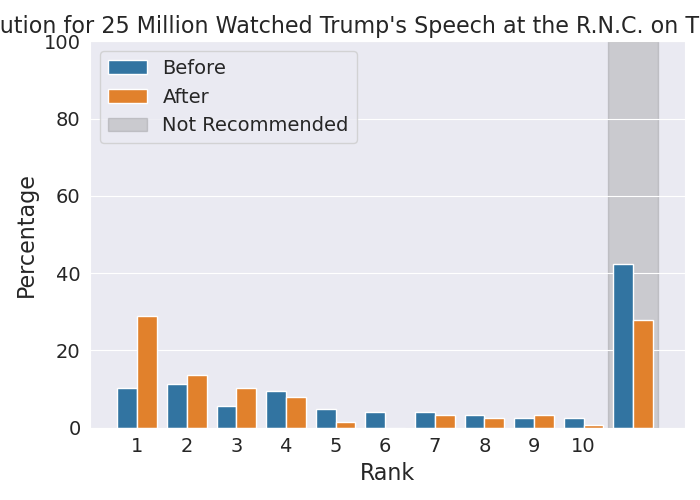 ution for 25 Million Watched Trump's Speech at the R.N.C. on T
100
80
60
40
20
0
Percentage
Before
After
Not Recommended
1 2 3 4 5 6 7 8 9 10
Rank